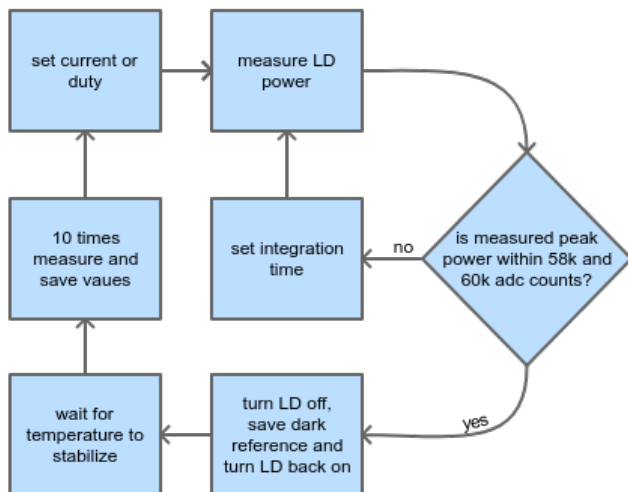 set current or
duty
measure LD
power
is measured peak
power within 58k and
60k adc counts?
no
set integration
time
yes
turn LD off,
save dark
reference and
turn LD back on
wait for
temperature to
stabilize
10 times
measure and
save vaues